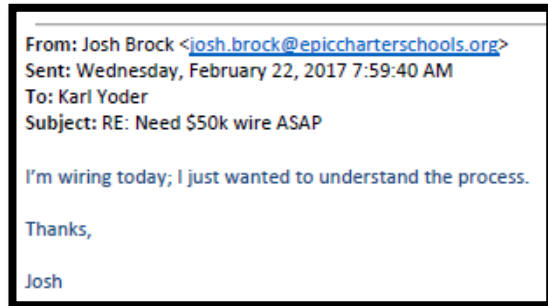 From: Josh Brock <josh.brock@epiccharterschools.org>
Sent: Wednesday, February 22, 2017 7:59:40 AM
To: Karl Yoder
Subject: RE: Need $50k wire ASAP
I'm wiring today; I just wanted to understand the process.
Thanks,
Josh